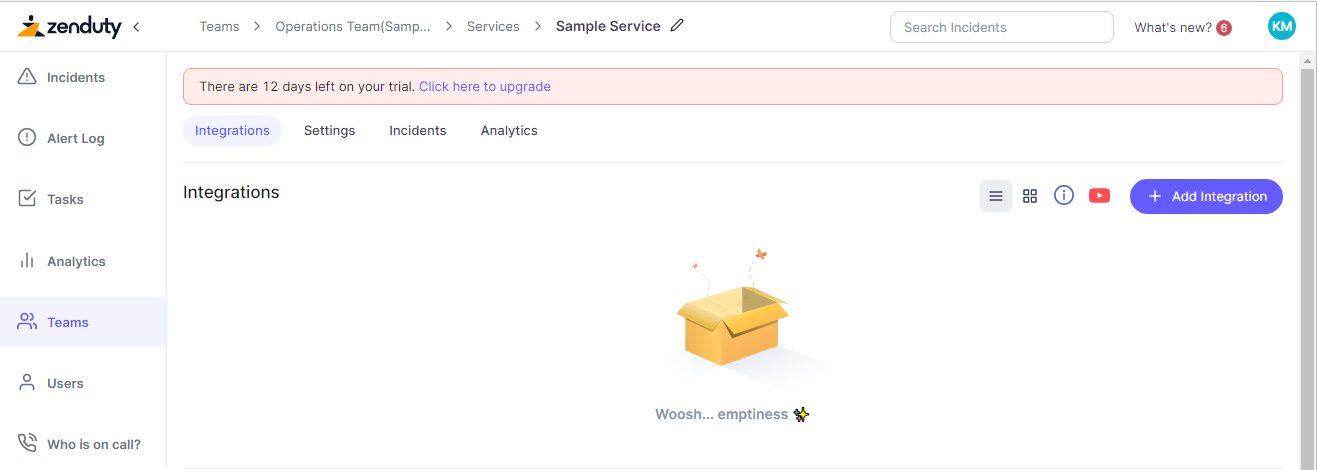 zenduty
Teams > Operations Team(Samp... > Services > Sample Service
Search Incidents
What's new? 6
KM
Incidents
Alert Log
Tasks
Analytics
Teams
Users
Who is on call?
There are 12 days left on your trial. Click here to upgrade
Integrations Settings Incidents Analytics
Integrations
+ Add Integration
Woosh... emptiness ✨